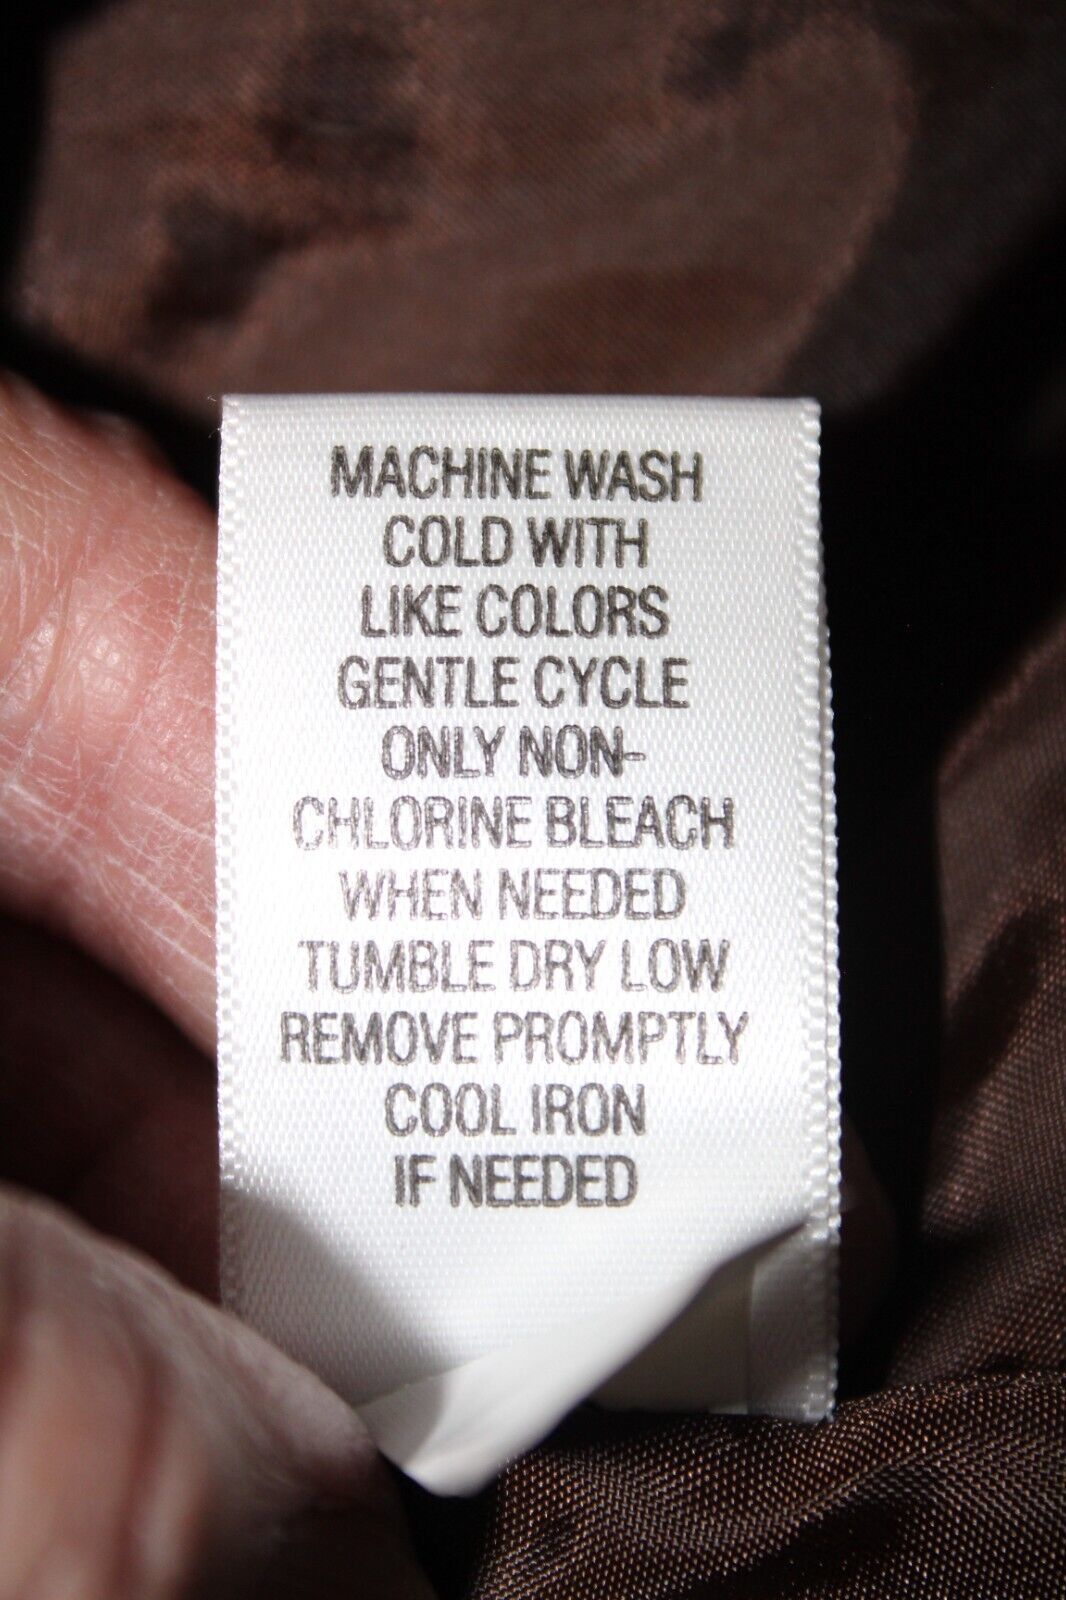 MACHINE WASH
COLD WITH
LIKE COLORS
GENTLE CYCLE
ONLY NON-
CHLORINE BLEACH
WHEN NEEDED
TUMBLE DRY LOW
REMOVE PROMPTLY
COOL IRON
IF NEEDED